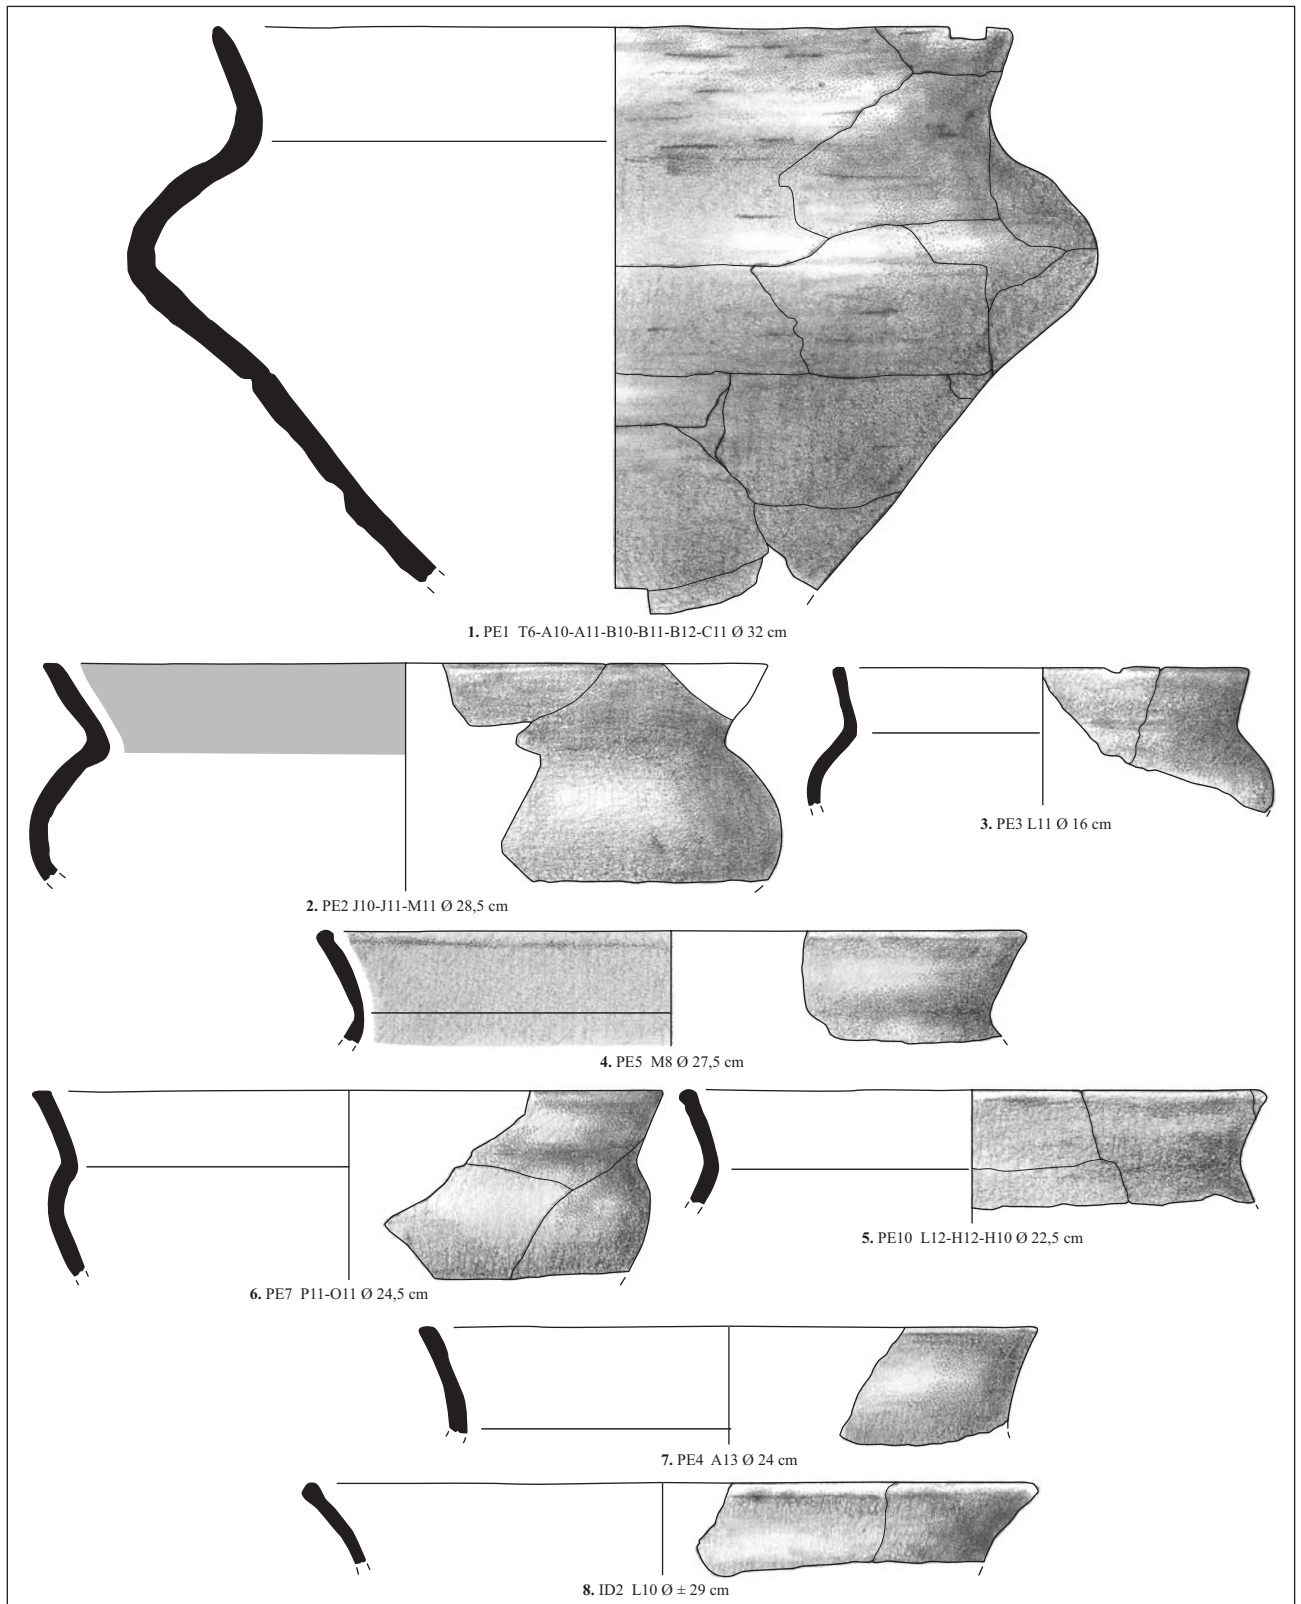 1. PE1 T6-A10-A11-B10-B11-B12-C11 Ø 32 cm
2. PE2 J10-J11-M11 Ø 28,5 cm
3. PE3 L11 Ø 16 cm
4. PE5 M8 Ø 27,5 cm
5. PE10 L12-H12-H10 Ø 22,5 cm
6. PE7 P11-O11 Ø 24,5 cm
7. PE4 A13 Ø 24 cm
8. ID2 L10 Ø ± 29 cm